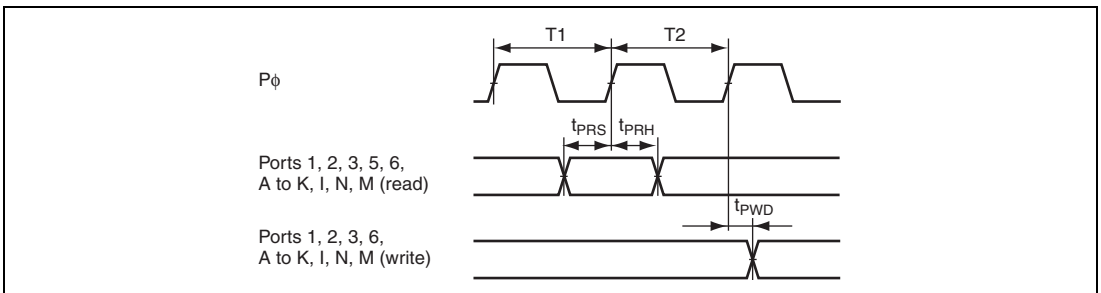 T1
T2
Pϕ
tPRS
tPRH
Ports 1, 2, 3, 5, 6,
A to K, I, N, M (read)
tPWD
Ports 1, 2, 3, 6,
A to K, I, N, M (write)